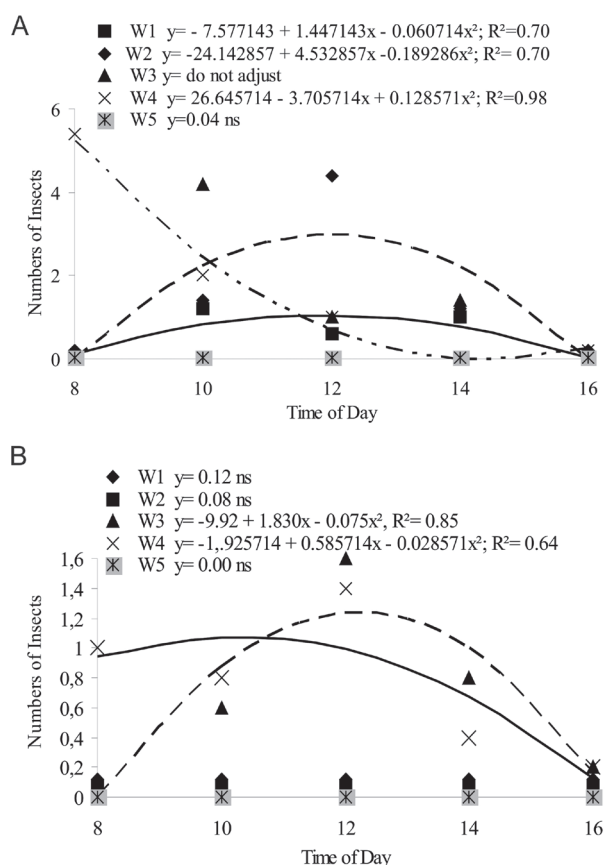 A
W1 y= - 7.577143 + 1.447143x - 0.060714x²; R²=0.70
W2 y= -24.142857 + 4.532857x -0.189286x²; R²= 0.70
W3 y= do not adjust
W4 y= 26.645714 - 3.705714x + 0.128571x²; R²=0.98
W5 y=0.04 ns
6
4
2
0
Numbers of Insects
8 10 12 14 16
Time of Day
B
W1 y= 0.12 ns
W2 y= 0.08 ns
W3 y= -9.92 + 1.830x - 0.075x², R²= 0.85
W4 y= -1,.925714 + 0.585714x - 0.028571x²; R²= 0.64
W5 y= 0.00 ns
1,6
1,4
1,2
1
0,8
0,6
0,4
0,2
0
Numbers of Insects
8 10 12 14 16
Time of Day